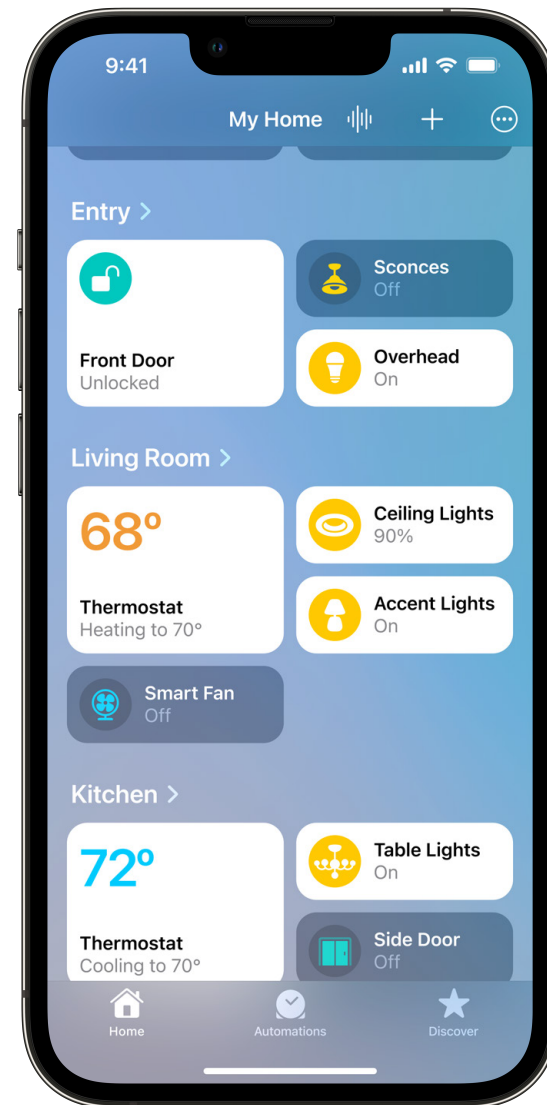 9:41
My Home
Entry >
Front Door
Unlocked
Sconces
Off
Overhead
On
Living Room >
68°
Thermostat
Heating to 70°
Ceiling Lights
90%
Accent Lights
On
Smart Fan
Off
Kitchen >
72°
Thermostat
Cooling to 70°
Table Lights
On
Side Door
Off
Home
Automations
Discover